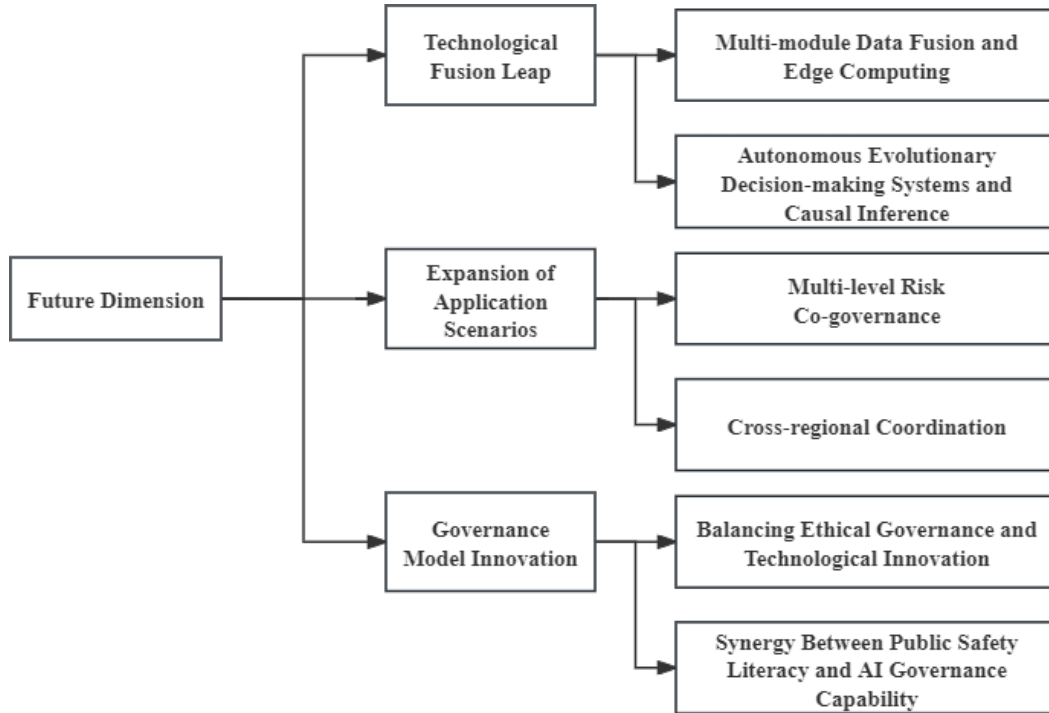 Future Dimension
Technological
Fusion Leap
Multi-module Data Fusion and
Edge Computing
Autonomous Evolutionary
Decision-making Systems and
Causal Inference
Expansion of
Application
Scenarios
Multi-level Risk
Co-governance
Cross-regional Coordination
Governance
Model Innovation
Balancing Ethical Governance and
Technological Innovation
Synergy Between Public Safety
Literacy and AI Governance
Capability